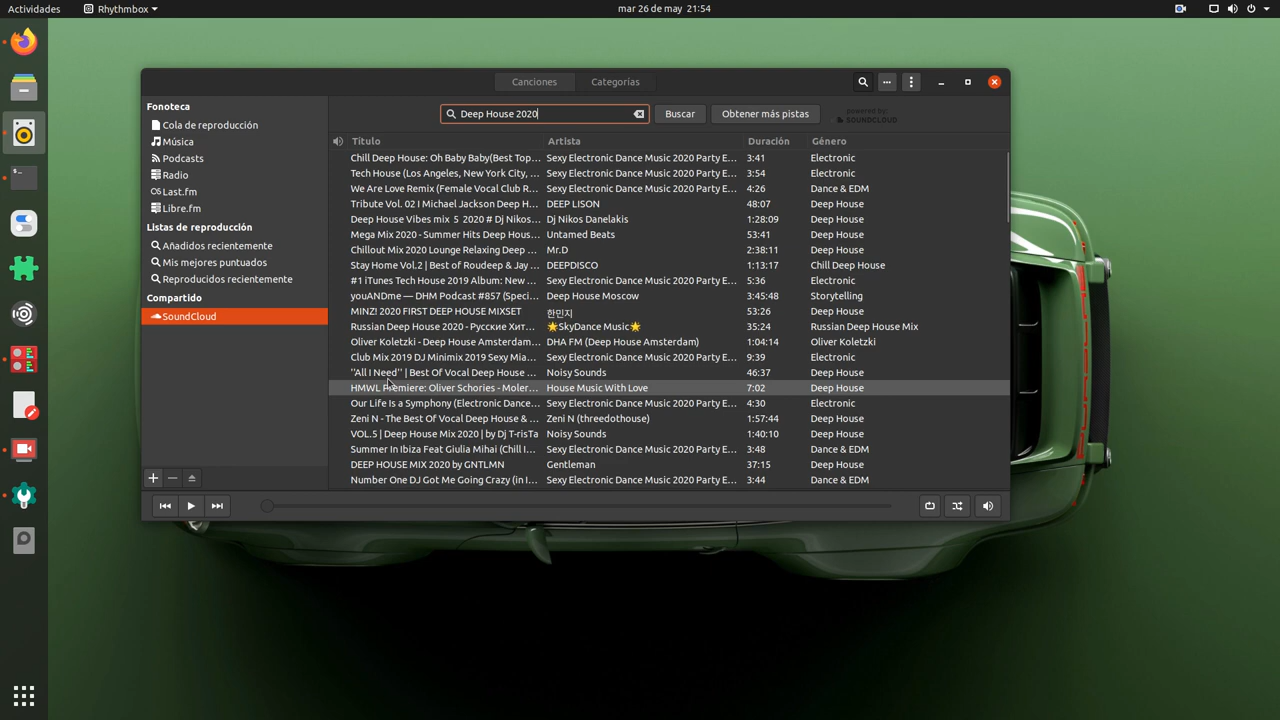 Actividades Rhythmbox mar 26 de may 21:54
Canciones Categorías
Fonoteca
Deep House 2020 Buscar Obtener más pistas powered by: SOUNDCLOUD
Cola de reproducción
Música
Podcasts
Radio
Last.fm
Libre.fm
Listas de reproducción
Añadidos recientemente
Mis mejores puntuados
Reproducidos recientemente
Compartido
SoundCloud
Título Artista Duración Género
Chill Deep House: Oh Baby Baby(Best Top... Sexy Electronic Dance Music 2020 Party E... 3:41 Electronic
Tech House (Los Angeles, New York City, ... Sexy Electronic Dance Music 2020 Party E... 3:54 Electronic
We Are Love Remix (Female Vocal Club R... Sexy Electronic Dance Music 2020 Party E... 4:26 Dance & EDM
Tribute Vol. 02 I Michael Jackson Deep H... DEEP LISON 48:07 Deep House
Deep House Vibes mix 5 2020 # Dj Nikos... Dj Nikos Danelakis 1:28:09 Deep House
Mega Mix 2020 - Summer Hits Deep Hous... Untamed Beats 53:41 Deep House
Chillout Mix 2020 Lounge Relaxing Deep ... Mr.D 2:38:11 Deep House
Stay Home Vol.2 | Best of Roudeep & Jay ... DEEPDISCO 1:13:17 Chill Deep House
#1 iTunes Tech House 2019 Album: New ... Sexy Electronic Dance Music 2020 Party E... 5:36 Electronic
youANDme — DHM Podcast #857 (Speci... Deep House Moscow 3:45:48 Storytelling
MINZ! 2020 FIRST DEEP HOUSE MIXSET 한민지 53:26 Deep House
Russian Deep House 2020 - Русские Хит... 🌟SkyDance Music🌟 35:24 Russian Deep House Mix
Oliver Koletzki - Deep House Amsterdam... DHA FM (Deep House Amsterdam) 1:04:14 Oliver Koletzki
Club Mix 2019 DJ Minimix 2019 Sexy Mia... Sexy Electronic Dance Music 2020 Party E... 9:39 Electronic
''All I Need'' | Best Of Vocal Deep House ... Noisy Sounds 46:37 Deep House
HMWL Premiere: Oliver Schories - Moler... House Music With Love 7:02 Deep House
Our Life Is a Symphony (Electronic Dance... Sexy Electronic Dance Music 2020 Party E... 4:30 Electronic
Zeni N - The Best Of Vocal Deep House & ... Zeni N (threedothouse) 1:57:44 Deep House
VOL.5 | Deep House Mix 2020 | by Dj T-risTa Noisy Sounds 1:40:10 Deep House
Summer In Ibiza Feat Giulia Mihai (Chill I... Sexy Electronic Dance Music 2020 Party E... 3:48 Dance & EDM
DEEP HOUSE MIX 2020 by GNTLMN Gentleman 37:15 Deep House
Number One DJ Got Me Going Crazy (in I... Sexy Electronic Dance Music 2020 Party E... 3:44 Dance & EDM